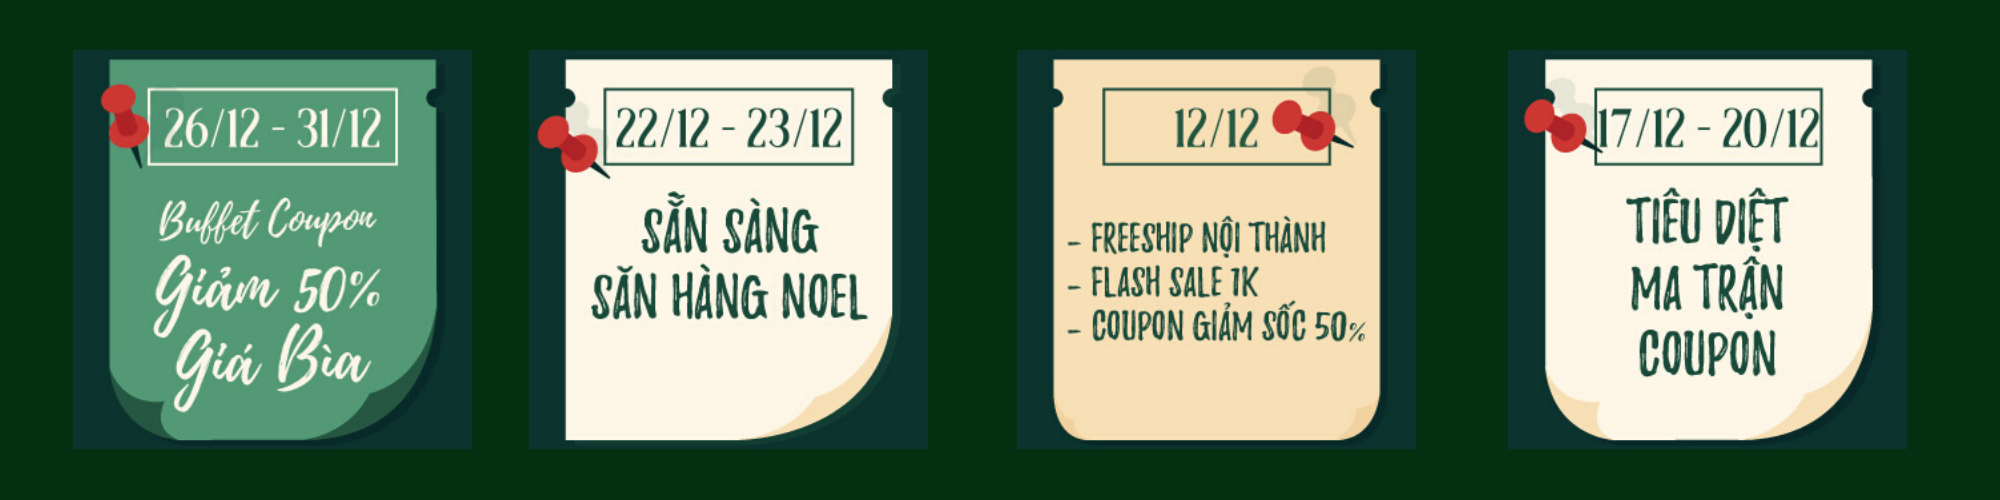 26/12 - 31/12
Buffet Coupon
Giảm 50%
Giá Bìa
22/12 - 23/12
SẴN SÀNG
SĂN HÀNG NOEL
12/12
- FREESHIP NỘI THÀNH
- FLASH SALE 1K
- COUPON GIẢM SỐC 50%
17/12 - 20/12
TIÊU DIỆT
MA TRẬN
COUPON